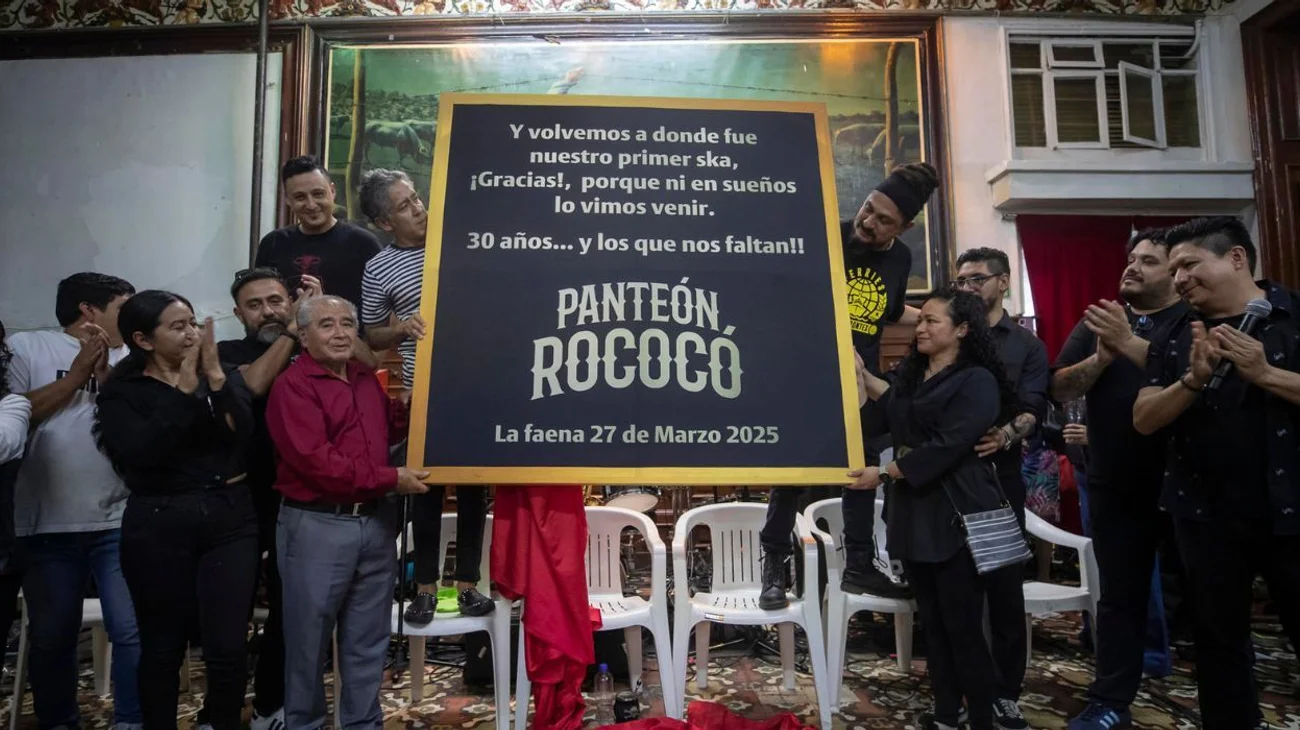 Y volvemos a donde fue
nuestro primer ska,
¡Gracias!, porque ni en sueños
lo vimos venir.
30 años... y los que nos faltan!!
PANTEÓN
ROCOCÓ
La faena 27 de Marzo 2025